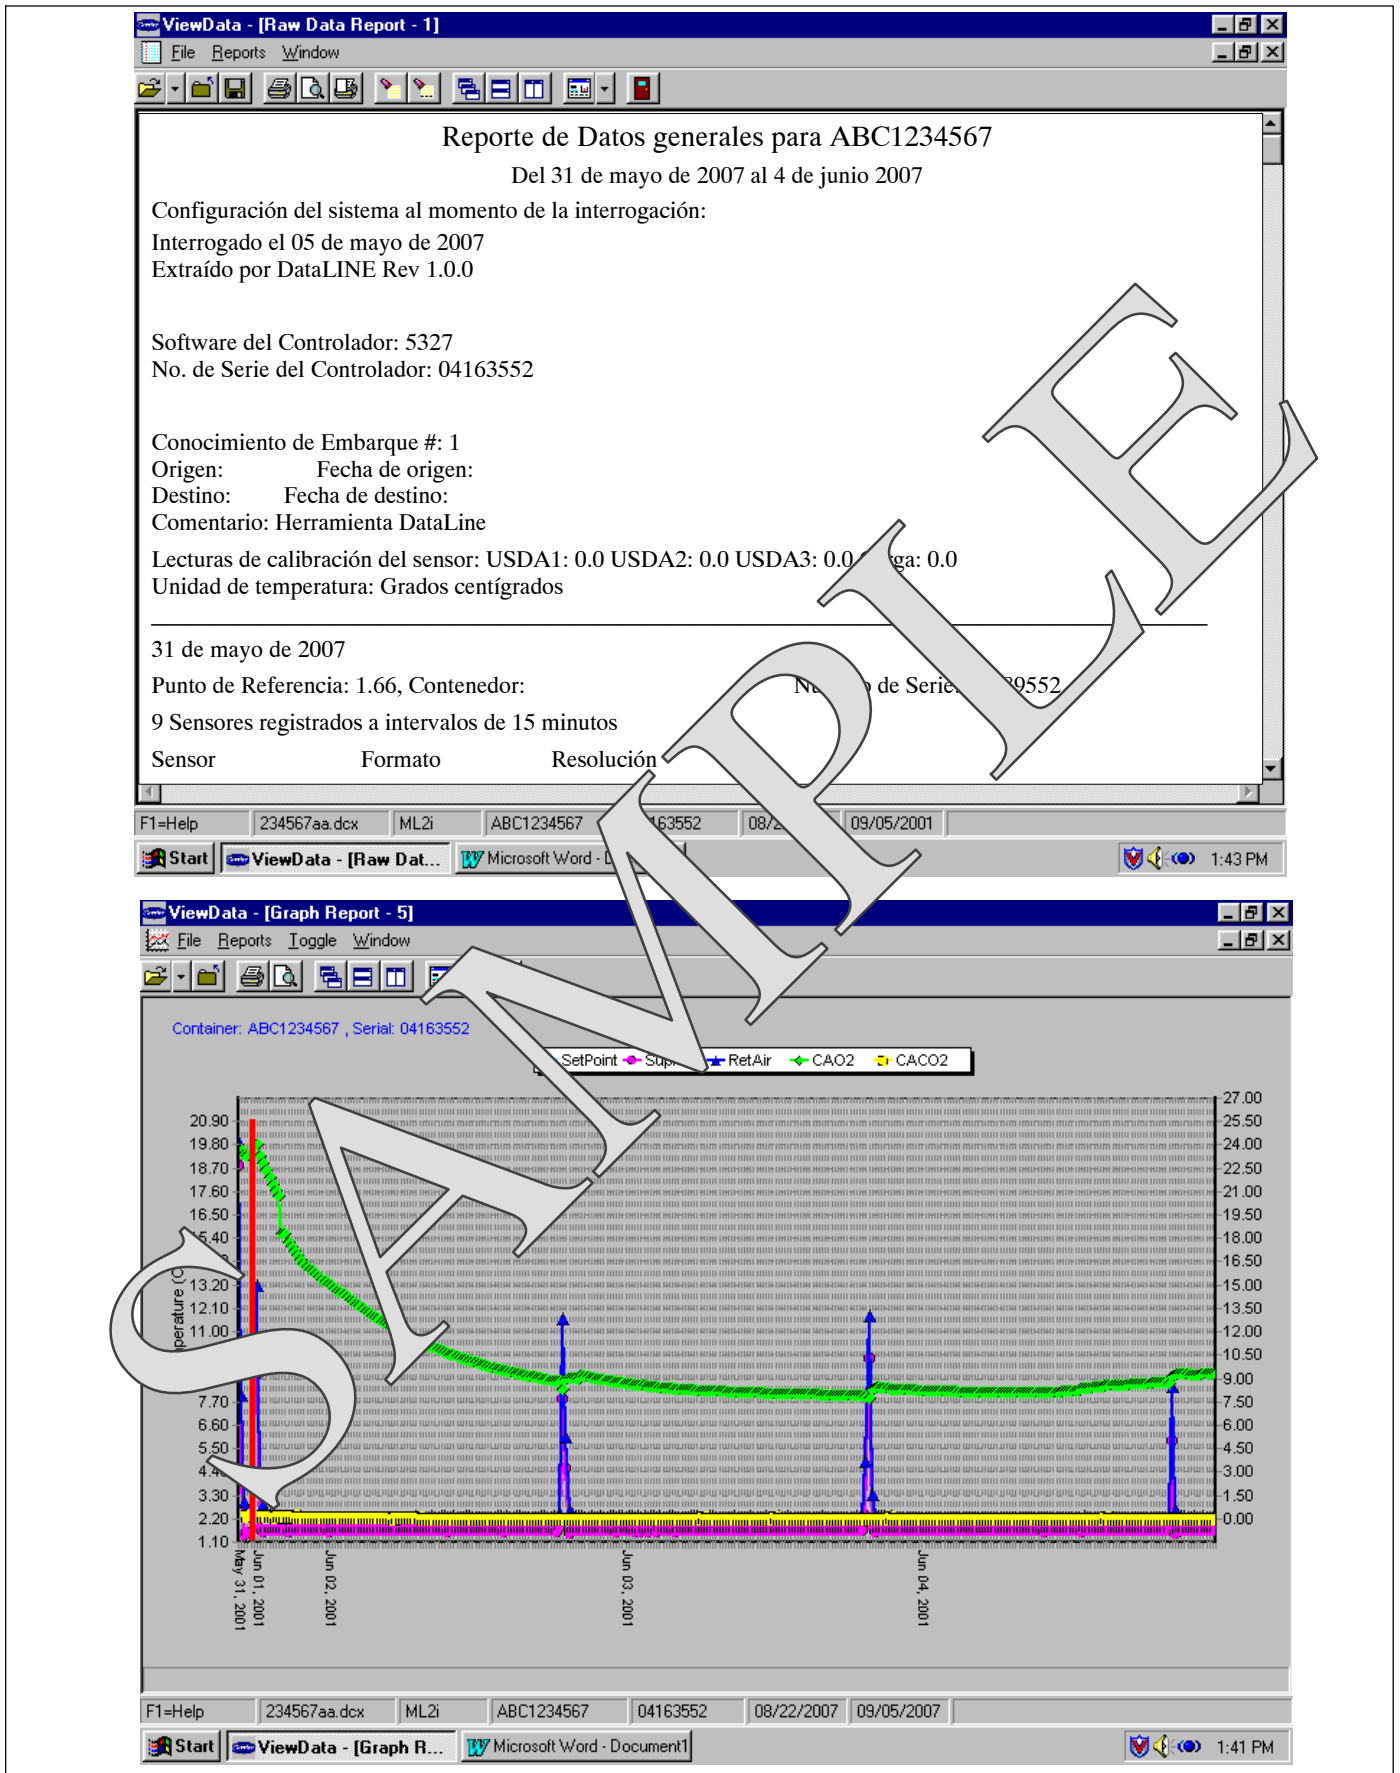 ViewData - [Raw Data Report - 1]
File Reports Window
Reporte de Datos generales para ABC1234567
Del 31 de mayo de 2007 al 4 de junio 2007
Configuración del sistema al momento de la interrogación:
Interrogado el 05 de mayo de 2007
Extraído por DataLINE Rev 1.0.0
Software del Controlador: 5327
No. de Serie del Controlador: 04163552
Conocimiento de Embarque #: 1
Origen: Fecha de origen:
Destino: Fecha de destino:
Comentario: Herramienta DataLine
Lecturas de calibración del sensor: USDA1: 0.0 USDA2: 0.0 USDA3: 0.0 0.0
Unidad de temperatura: Grados centígrados
31 de mayo de 2007
Punto de Referencia: 1.66, Contenedor: de Serie:
9 Sensores registrados a intervalos de 15 minutos
Sensor Formato Resolución
F1=Help 234567aa.dcx ML2i ABC1234567 09/05/2001
Start ViewData - [Raw Dat... Microsoft Word - 1:43 PM
SAMPLE
ViewData - [Graph Report - 5]
File Reports Toggle Window
Container: ABC1234567 , Serial: 04163552
SetPoint RetAir CAO2 CACO2
20.90
19.80
18.70
17.60
16.50
13.20
12.10
11.00
7.70
6.60
5.50
3.30
2.20
1.10
27.00
25.50
24.00
22.50
21.00
19.50
18.00
16.50
15.00
13.50
12.00
10.50
9.00
7.50
6.00
4.50
3.00
1.50
0.00
May 31, 2001
Jun 01, 2001
Jun 02, 2001
Jun 03, 2001
Jun 04, 2001
F1=Help 234567aa.dcx ML2i ABC1234567 04163552 08/22/2007 09/05/2007
Start ViewData - [Graph R... Microsoft Word - Document1 1:41 PM